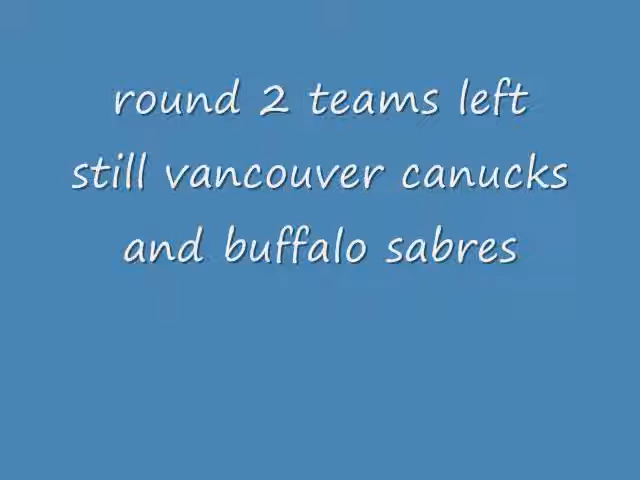 round 2 teams left
still vancouver canucks
and buffalo sabres